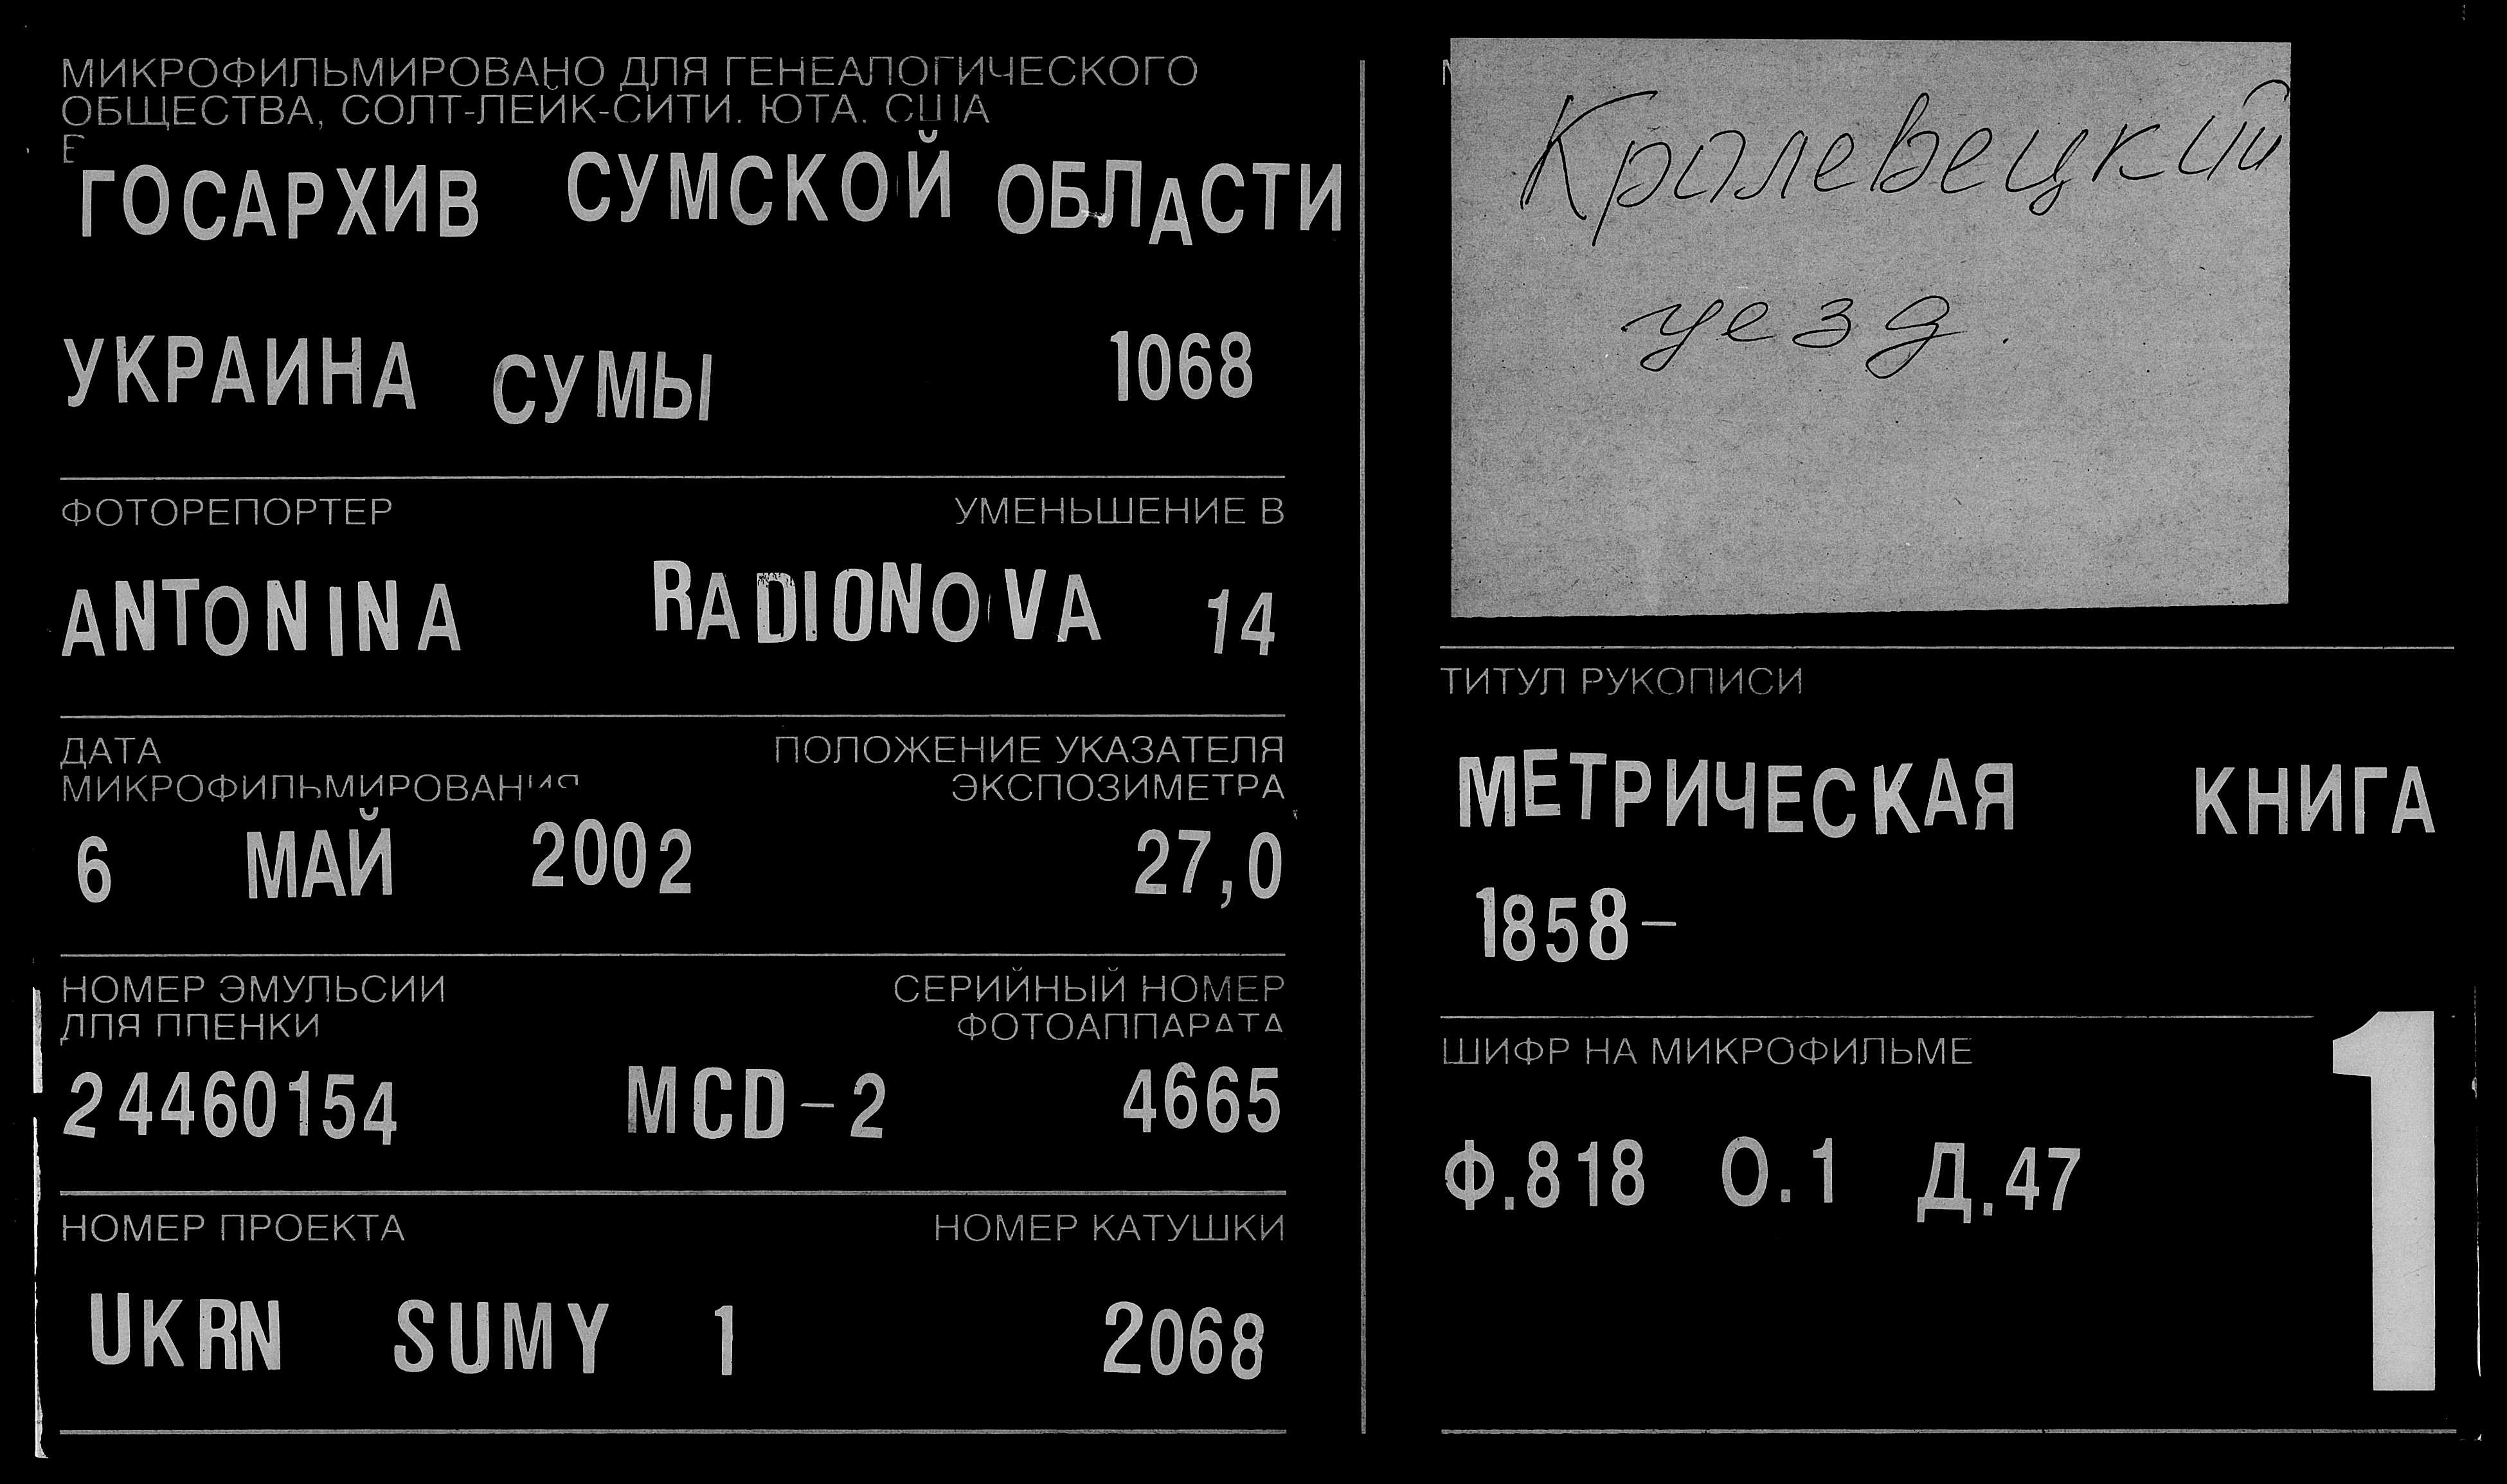 МИКРОФИЛЬМИРОВАНО ДЛЯ ГЕНЕАЛОГИЧЕСКОГО
ОБЩЕСТВА, СОЛТ-ЛЕЙК-СИТИ. ЮТА. США
ГОСАРХИВ СУМСКОЙ ОБЛАСТИ
УКРАИНА СУМЫ 1068
ФОТОРЕПОРТЕР УМЕНЬШЕНИЕ В
ANTONINA RADIONOVA 14
ДАТА ПОЛОЖЕНИЕ УКАЗАТЕЛЯ
МИКРОФИЛЬМИРОВАНИЯ ЭКСПОЗИМЕТРА
6 МАЙ 2002 27,0
НОМЕР ЭМУЛЬСИИ СЕРИЙНЫЙ НОМЕР
ДЛЯ ПЛЕНКИ ФОТОАППАРАТА
24460154 MCD-2 4665
НОМЕР ПРОЕКТА НОМЕР КАТУШКИ
UKRN SUMY 1 2068
Кролевецкий
уезд.
ТИТУЛ РУКОПИСИ
МЕТРИЧЕСКАЯ КНИГА
1858-
ШИФР НА МИКРОФИЛЬМЕ
Ф.818 О.1 Д.47
1